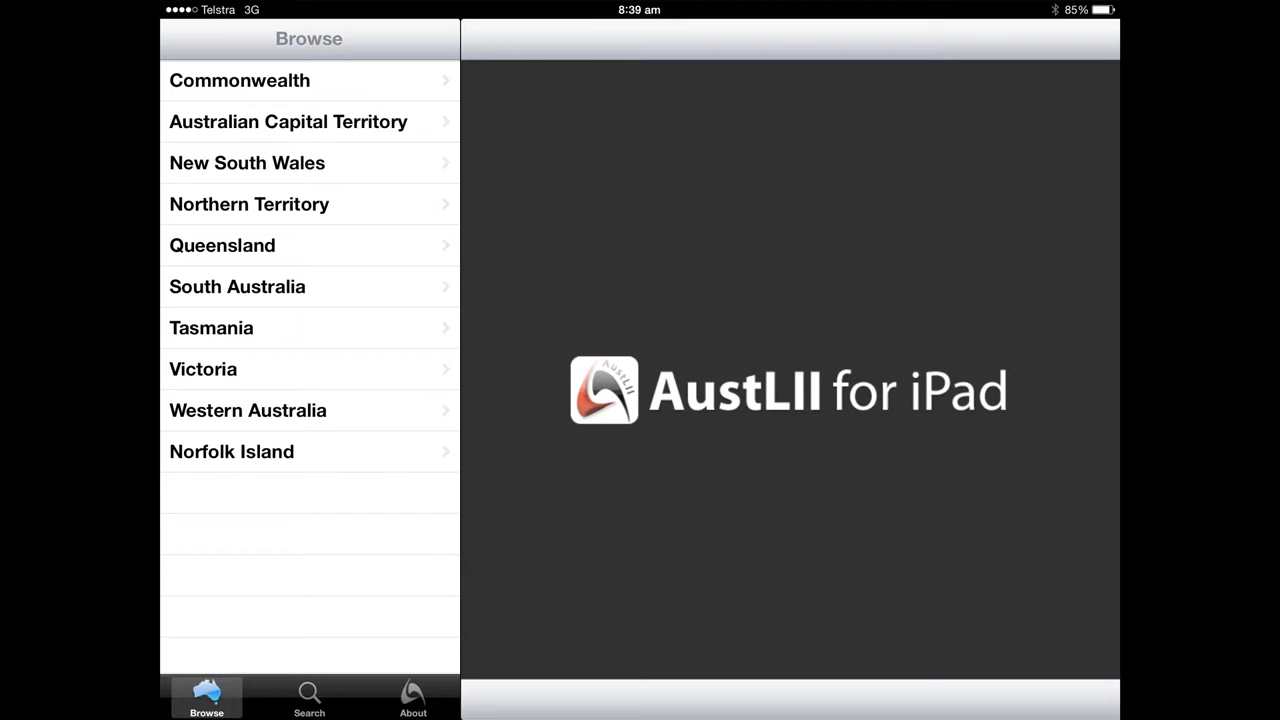 Telstra 3G 8:39 am 85%
Browse
Commonwealth
Australian Capital Territory
New South Wales
Northern Territory
Queensland
South Australia
Tasmania
Victoria
Western Australia
Norfolk Island
AustLII
AustLII for iPad
Browse Search About